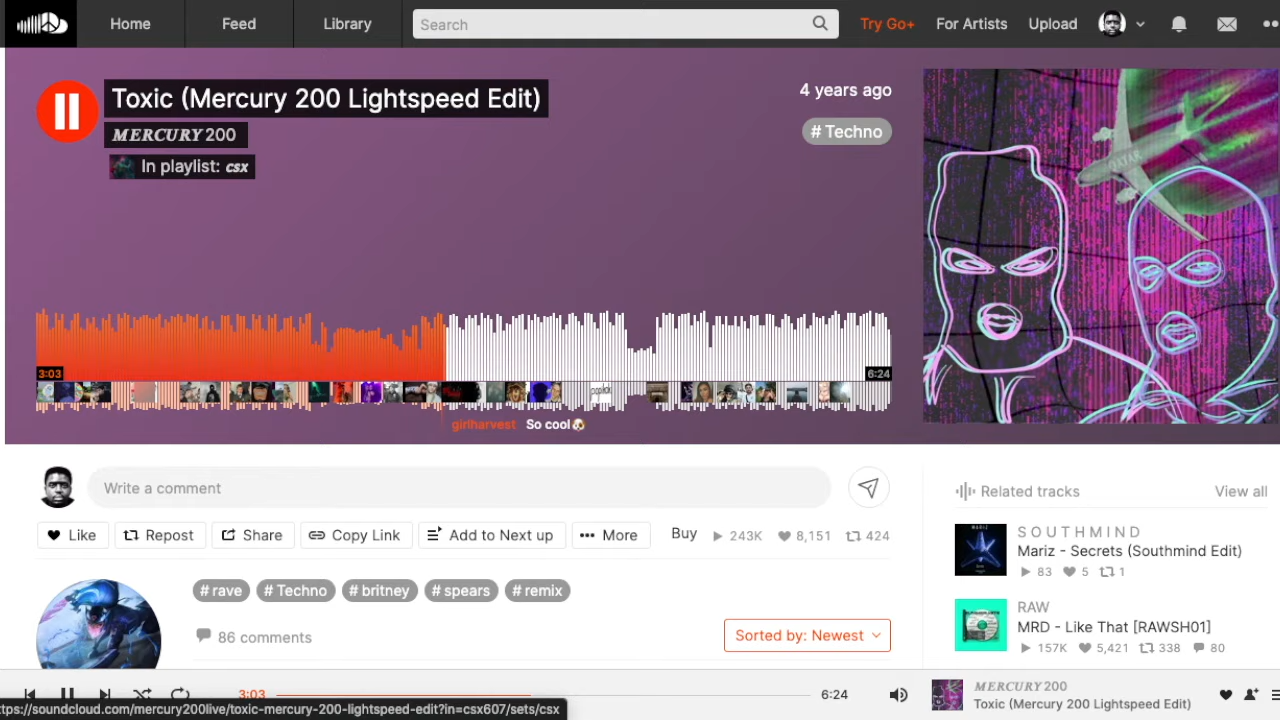 Home
Feed
Library
Search
Try Go+
For Artists
Upload
Toxic (Mercury 200 Lightspeed Edit)
MERCURY200
In playlist: csx
4 years ago
# Techno
QATAR
3:03
6:24
girlharvest So cool🐶
Write a comment
Like
Repost
Share
Copy Link
Add to Next up
More
Buy
243K
8,151
424
# rave
# Techno
# britney
# spears
# remix
86 comments
Sorted by: Newest
Related tracks
View all
SOUTHMIND
Mariz - Secrets (Southmind Edit)
83
5
1
RAW
MRD - Like That [RAWSH01]
157K
5,421
338
80
3:03
6:24
MERCURY200
Toxic (Mercury 200 Lightspeed Edit)
ttps://soundcloud.com/mercury200live/toxic-mercury-200-lightspeed-edit?in=csx607/sets/csx